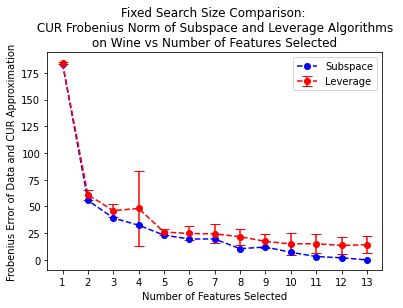 Fixed Search Size Comparison:
CUR Frobenius Norm of Subspace and Leverage Algorithms
on Wine vs Number of Features Selected
Frobenius Error of Data and CUR Approximation
175
150
125
100
75
50
25
0
Subspace
Leverage
1 2 3 4 5 6 7 8 9 10 11 12 13
Number of Features Selected